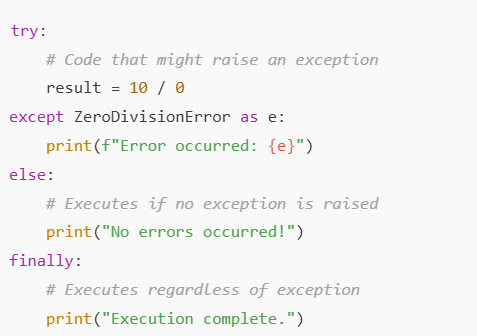 try:
    # Code that might raise an exception
    result = 10 / 0
except ZeroDivisionError as e:
    print(f"Error occurred: {e}")
else:
    # Executes if no exception is raised
    print("No errors occurred!")
finally:
    # Executes regardless of exception
    print("Execution complete.")